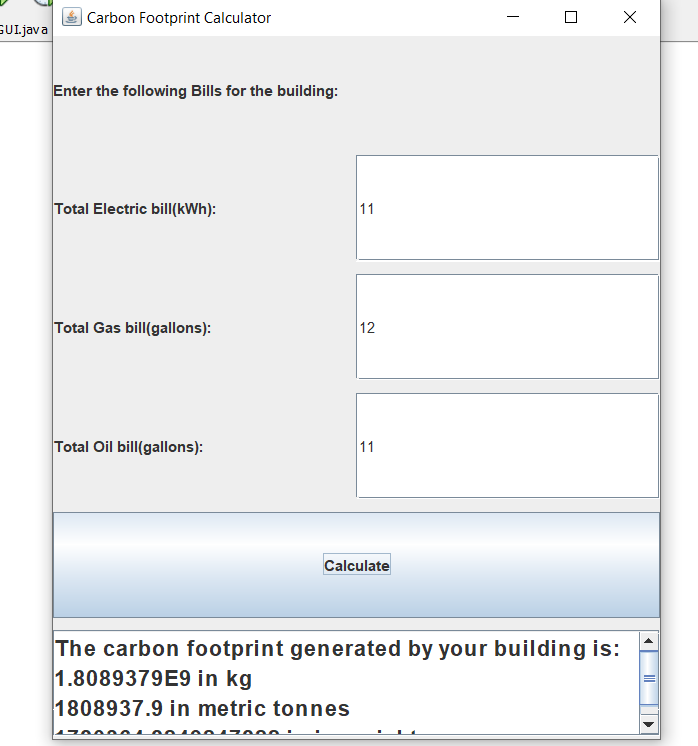 Carbon Footprint Calculator
GUI.java
Enter the following Bills for the building:
Total Electric bill(kWh):
11
Total Gas bill(gallons):
12
Total Oil bill(gallons):
11
Calculate
The carbon footprint generated by your building is:
1.8089379E9 in kg
1808937.9 in metric tonnes